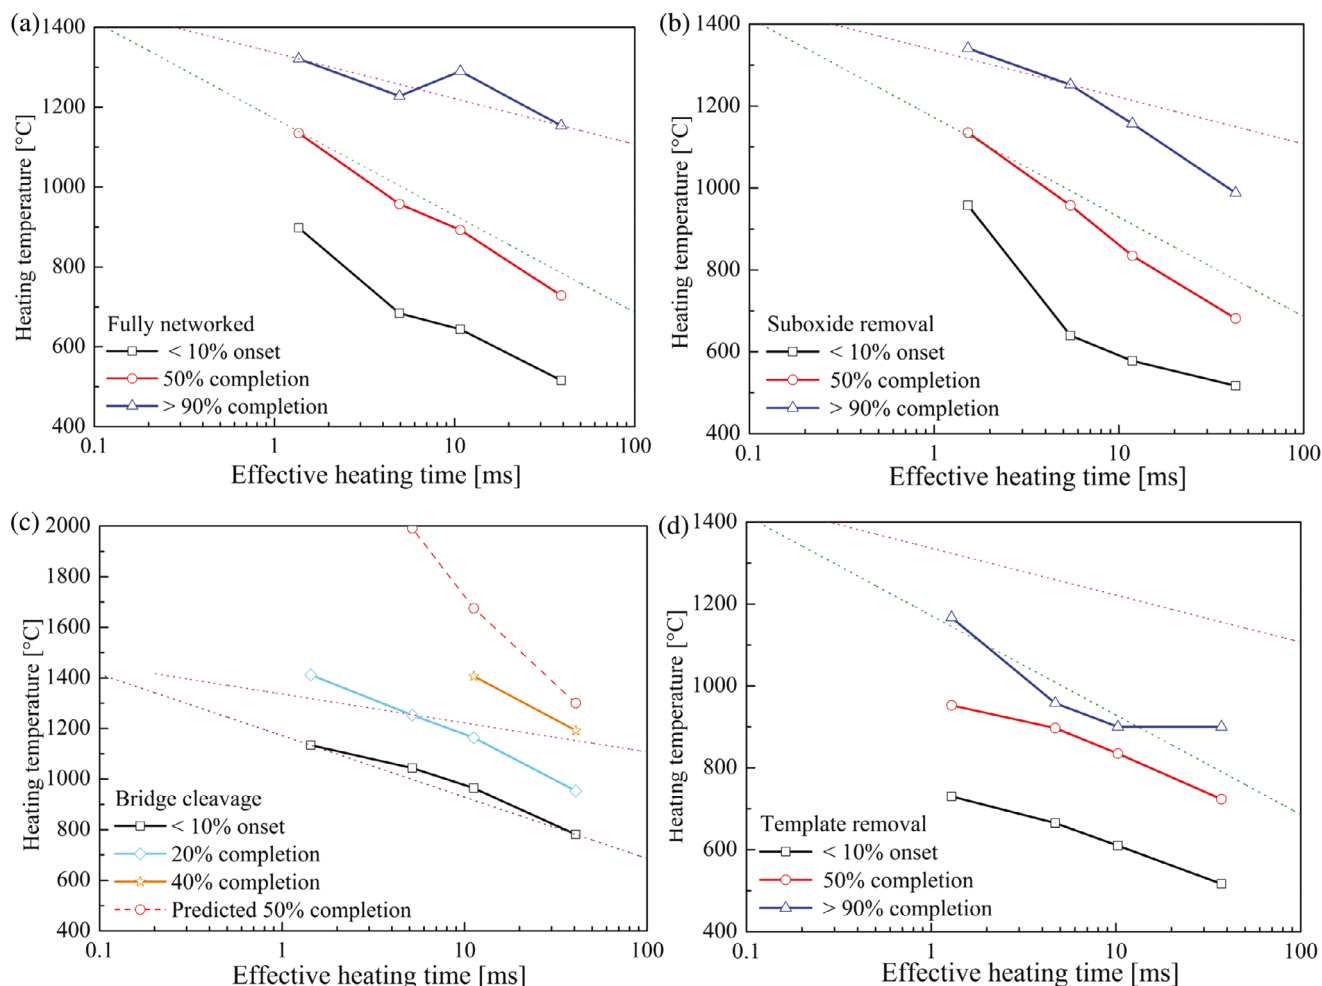 (a)
1400
1200
1000
800
600
400
Heating temperature [°C]
Fully networked
< 10% onset
50% completion
> 90% completion
0.1 1 10 100
Effective heating time [ms]
(b)
1400
1200
1000
800
600
400
Heating temperature [°C]
Suboxide removal
< 10% onset
50% completion
> 90% completion
0.1 1 10 100
Effective heating time [ms]
(c)
2000
1800
1600
1400
1200
1000
800
600
400
Heating temperature [°C]
Bridge cleavage
< 10% onset
20% completion
40% completion
Predicted 50% completion
0.1 1 10 100
Effective heating time [ms]
(d)
1400
1200
1000
800
600
400
Heating temperature [°C]
Template removal
< 10% onset
50% completion
> 90% completion
0.1 1 10 100
Effective heating time [ms]